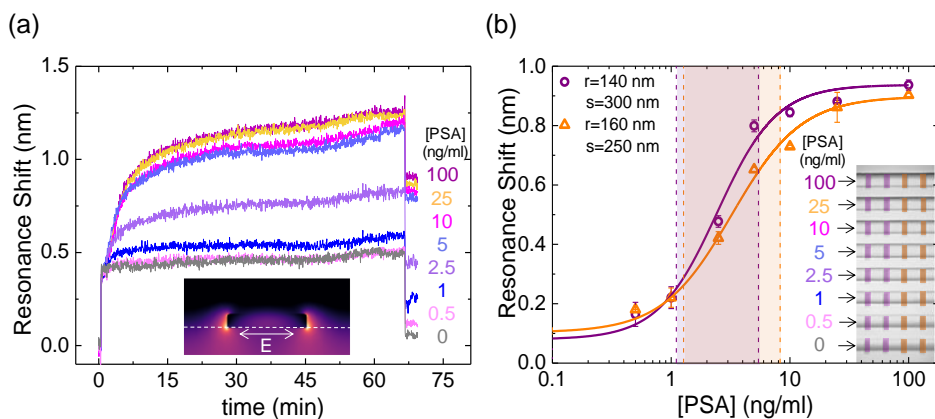 (a)
Resonance Shift (nm)
1.5
1.0
0.5
0.0
0
15
30
45
60
75
time (min)
[PSA]
(ng/ml)
100
25
10
5
2.5
1
0.5
0
E
(b)
Resonance Shift (nm)
1.0
0.8
0.6
0.4
0.2
0.0
0.1
1
10
100
[PSA] (ng/ml)
r=140 nm
s=300 nm
r=160 nm
s=250 nm
[PSA]
(ng/ml)
100
25
10
5
2.5
1
0.5
0